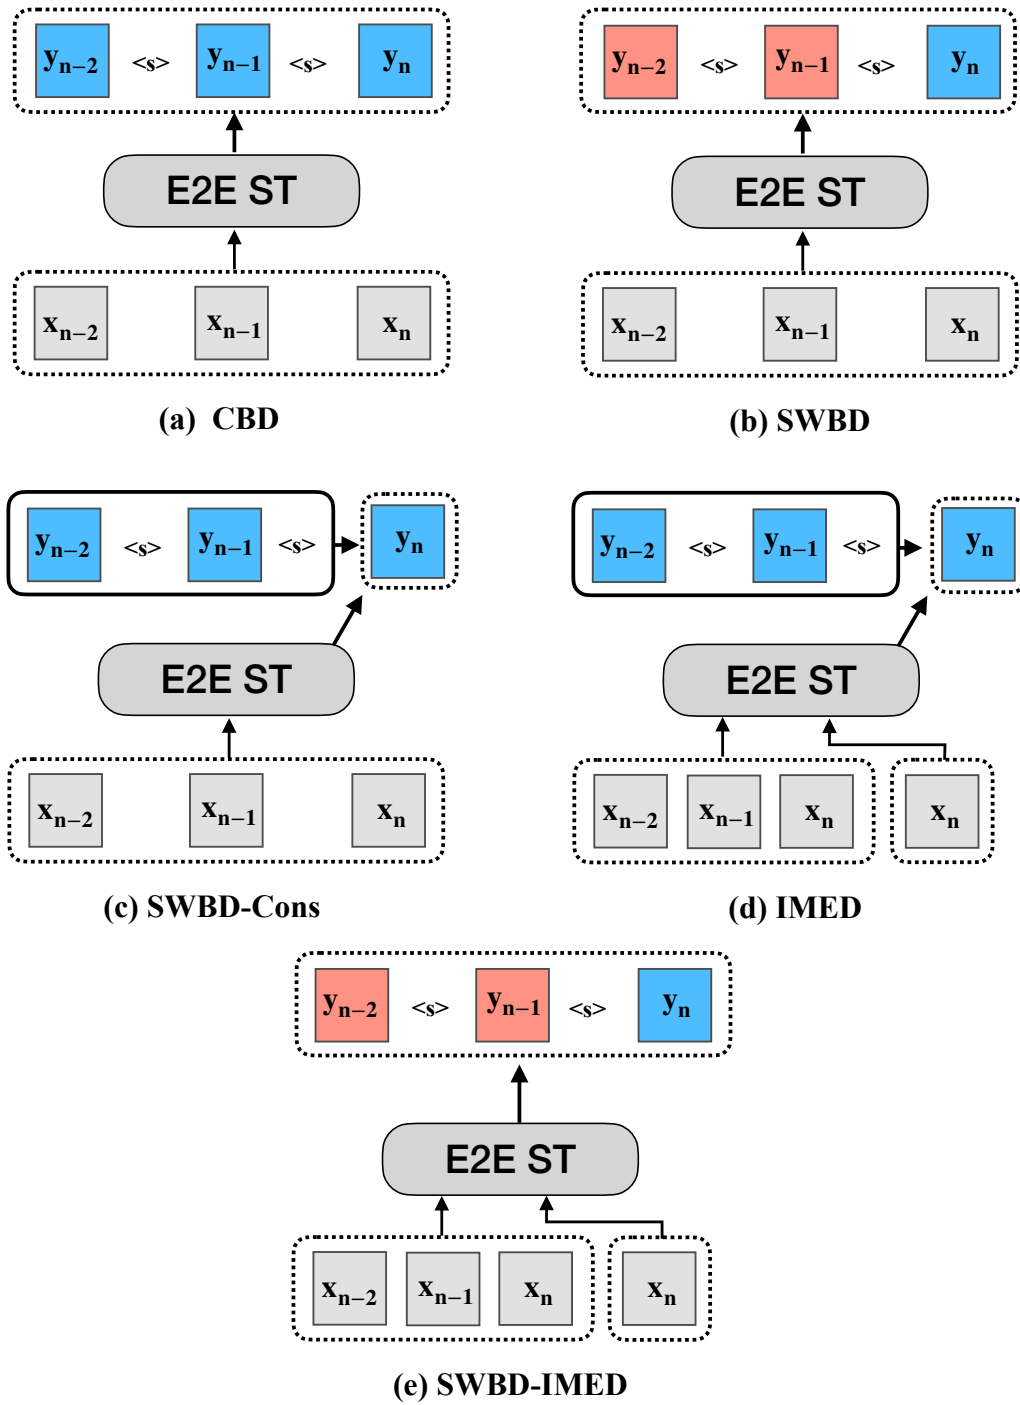 yₙ₋₂ <s> yₙ₋₁ <s> yₙ
E2E ST
xₙ₋₂ xₙ₋₁ xₙ
(a) CBD
yₙ₋₂ <s> yₙ₋₁ <s> yₙ
E2E ST
xₙ₋₂ xₙ₋₁ xₙ
(b) SWBD
yₙ₋₂ <s> yₙ₋₁ <s> yₙ
E2E ST
xₙ₋₂ xₙ₋₁ xₙ
(c) SWBD-Cons
yₙ₋₂ <s> yₙ₋₁ <s> yₙ
E2E ST
xₙ₋₂ xₙ₋₁ xₙ xₙ
(d) IMED
yₙ₋₂ <s> yₙ₋₁ <s> yₙ
E2E ST
xₙ₋₂ xₙ₋₁ xₙ xₙ
(e) SWBD-IMED